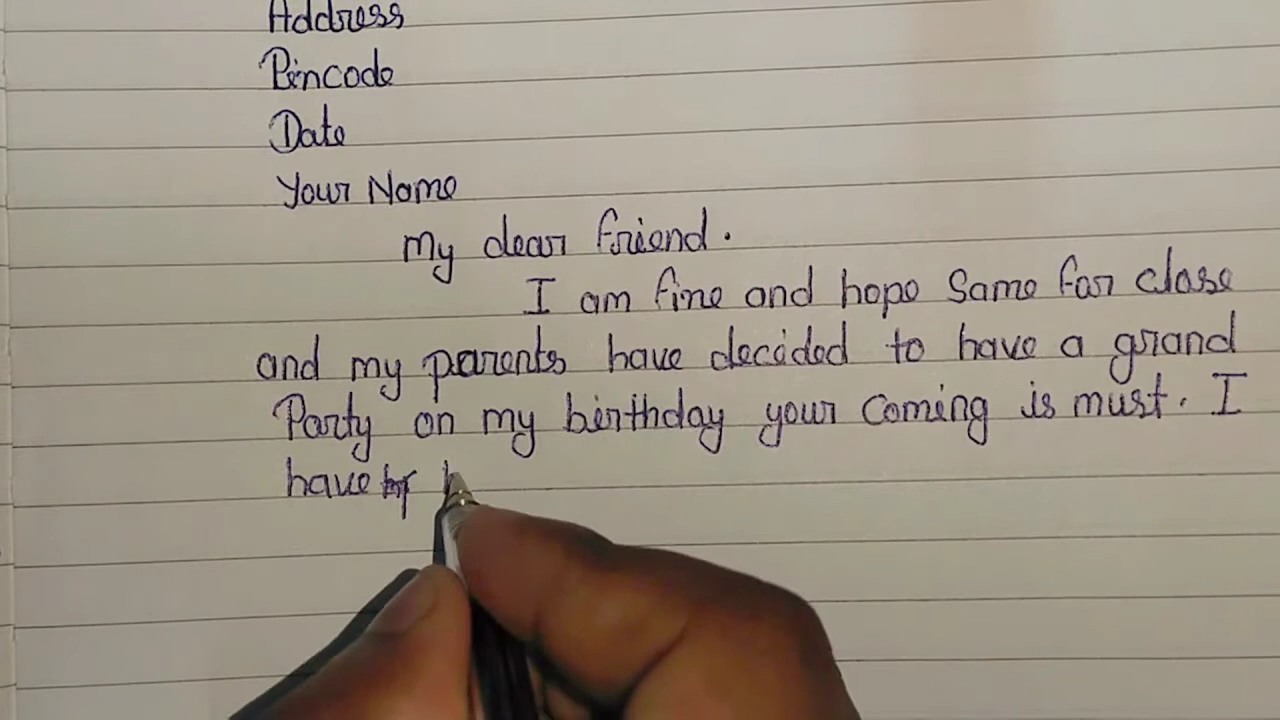 Address
Pincode
Date
Your Name
My dear friend.
I am fine and hope Same for close
and my parents have decided to have a grand
Party on my birthday your Coming is must. I
have